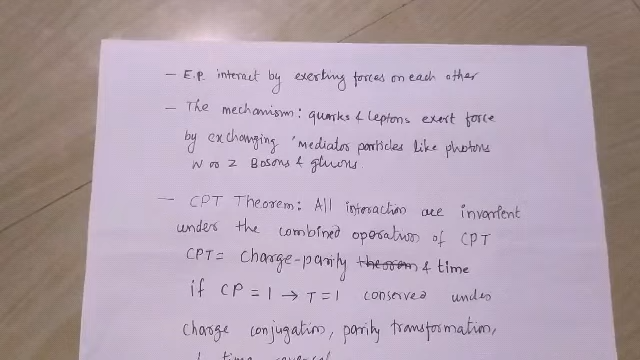 - E.P. interact by exerting forces on each other
- The mechanism: quarks & Leptons exert force
by exchanging 'mediator particles like photons
W or Z Bosons & gluons.
- CPT Theorem: All interaction are invarient
under the combined operation of CPT
CPT = Charge-parity theorem & time
if CP = 1 → T = 1 conserved under
charge conjugation, parity transformation,
time